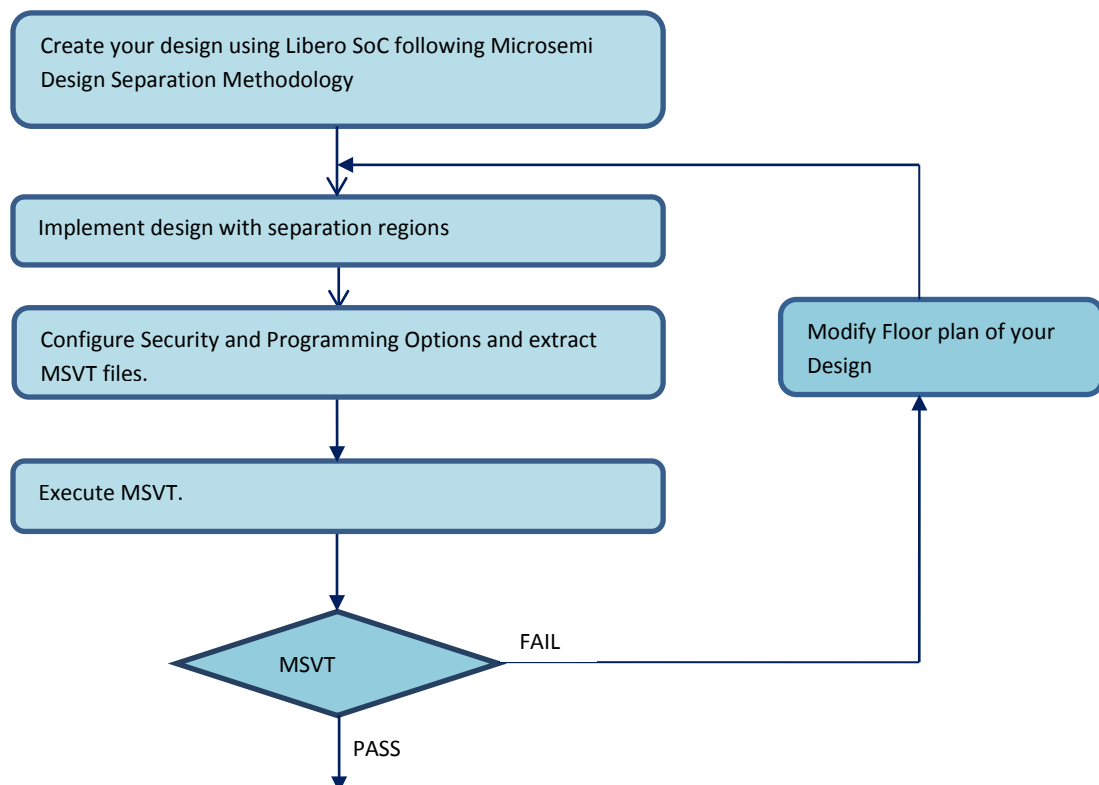 Create your design using Libero SoC following Microsemi
Design Separation Methodology
Implement design with separation regions
Configure Security and Programming Options and extract
MSVT files.
Modify Floor plan of your
Design
Execute MSVT.
MSVT
FAIL
PASS